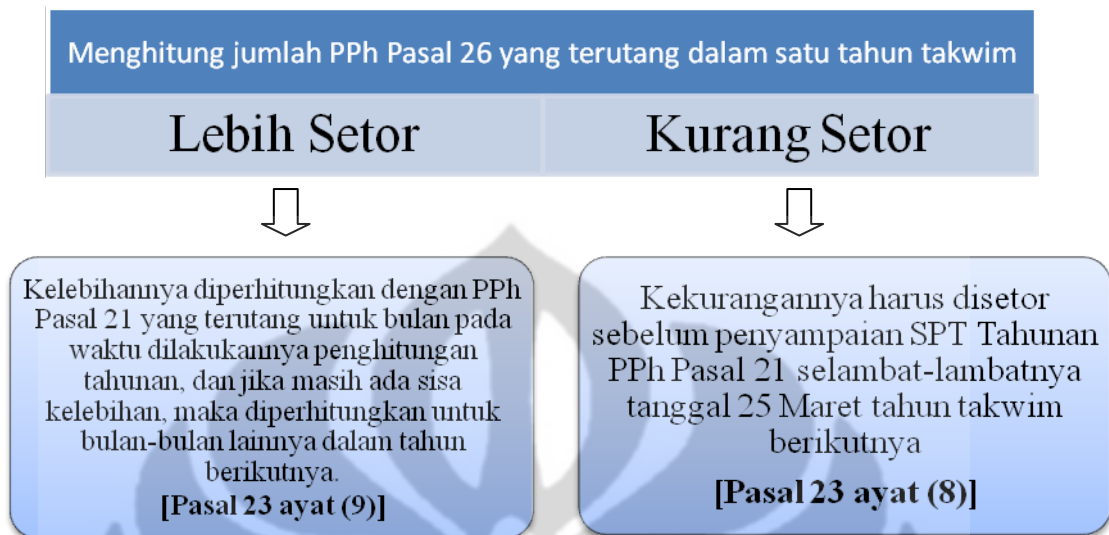 Menghitung jumlah PPh Pasal 26 yang terutang dalam satu tahun takwim
Lebih Setor
Kurang Setor
Kelebihannya diperhitungkan dengan PPh
Pasal 21 yang terutang untuk bulan pada
waktu dilakukannya penghitungan
tahunan, dan jika masih ada sisa
kelebihan, maka diperhitungkan untuk
bulan-bulan lainnya dalam tahun
berikutnya.
[Pasal 23 ayat (9)]
Kekurangannya harus disetor
sebelum penyampaian SPT Tahunan
PPh Pasal 21 selambat-lambatnya
tanggal 25 Maret tahun takwim
berikutnya
[Pasal 23 ayat (8)]